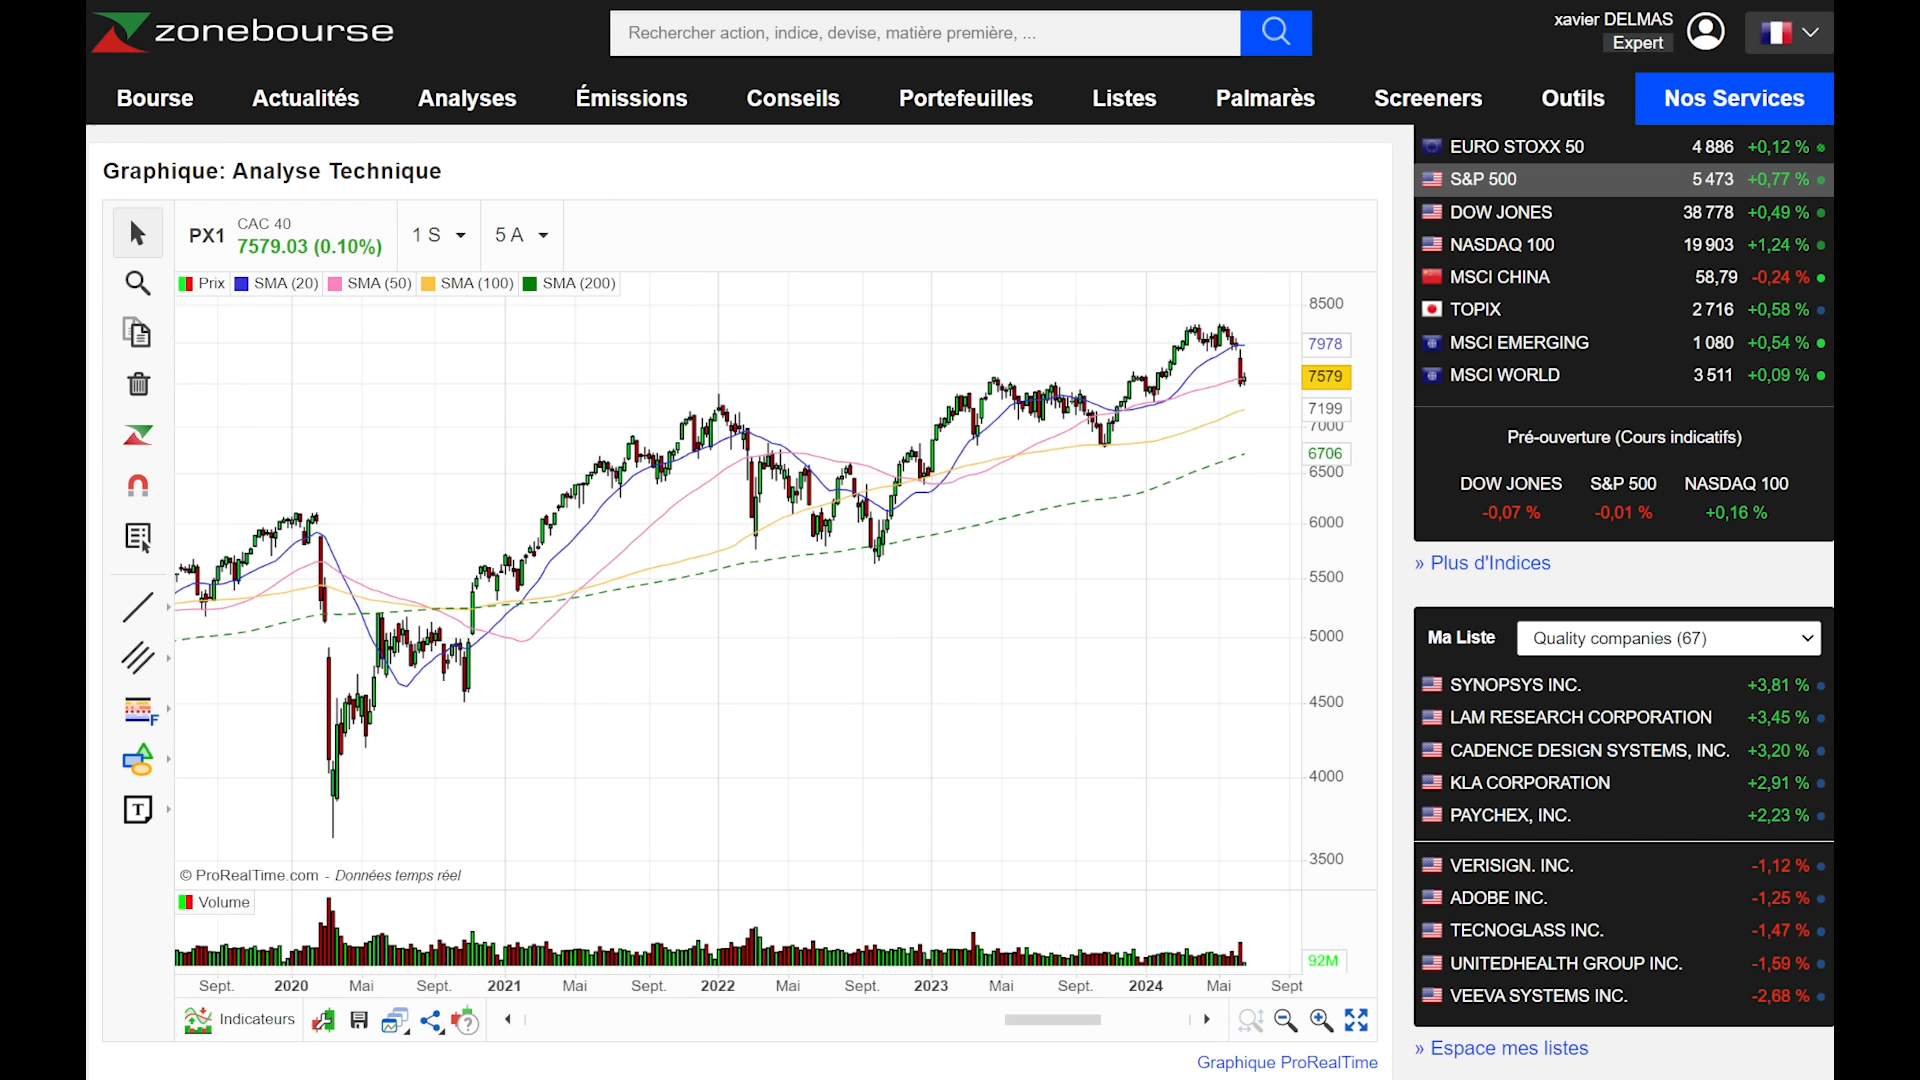 zonebourse
Rechercher action, indice, devise, matière première, ...
xavier DELMAS
Expert
Bourse Actualités Analyses Émissions Conseils Portefeuilles Listes Palmarès Screeners Outils Nos Services
Graphique: Analyse Technique
PX1 CAC 40 7579.03 (0.10%) 1 S 5 A
Prix SMA (20) SMA (50) SMA (100) SMA (200)
8500
7978
7579
7199
7000
6706
6500
6000
5500
5000
4500
4000
3500
© ProRealTime.com - Données temps réel
Volume
92M
Sept. 2020 Mai Sept. 2021 Mai Sept. 2022 Mai Sept. 2023 Mai Sept. 2024 Mai Sept
Indicateurs
Graphique ProRealTime
EURO STOXX 50 4 886 +0,12 %
S&P 500 5 473 +0,77 %
DOW JONES 38 778 +0,49 %
NASDAQ 100 19 903 +1,24 %
MSCI CHINA 58,79 -0,24 %
TOPIX 2 716 +0,58 %
MSCI EMERGING 1 080 +0,54 %
MSCI WORLD 3 511 +0,09 %
Pré-ouverture (Cours indicatifs)
DOW JONES S&P 500 NASDAQ 100
-0,07 % -0,01 % +0,16 %
» Plus d'Indices
Ma Liste Quality companies (67)
SYNOPSYS INC. +3,81 %
LAM RESEARCH CORPORATION +3,45 %
CADENCE DESIGN SYSTEMS, INC. +3,20 %
KLA CORPORATION +2,91 %
PAYCHEX, INC. +2,23 %
VERISIGN. INC. -1,12 %
ADOBE INC. -1,25 %
TECNOGLASS INC. -1,47 %
UNITEDHEALTH GROUP INC. -1,59 %
VEEVA SYSTEMS INC. -2,68 %
» Espace mes listes